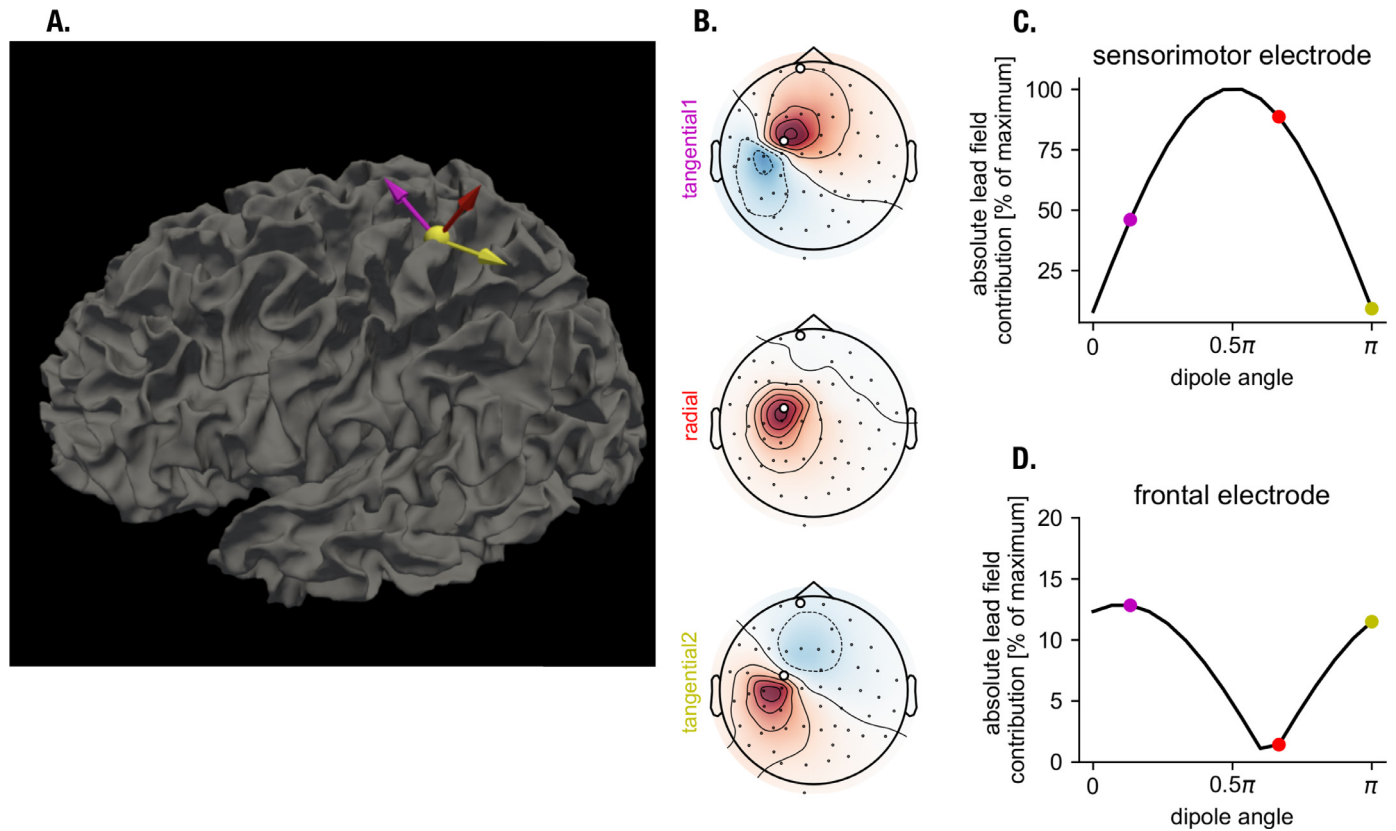 A.
B.
tangential1
radial
tangential2
C.
sensorimotor electrode
absolute lead field
contribution [% of maximum]
100
75
50
25
0
0.5π
π
dipole angle
D.
frontal electrode
absolute lead field
contribution [% of maximum]
20
15
10
5
0
0
0.5π
π
dipole angle